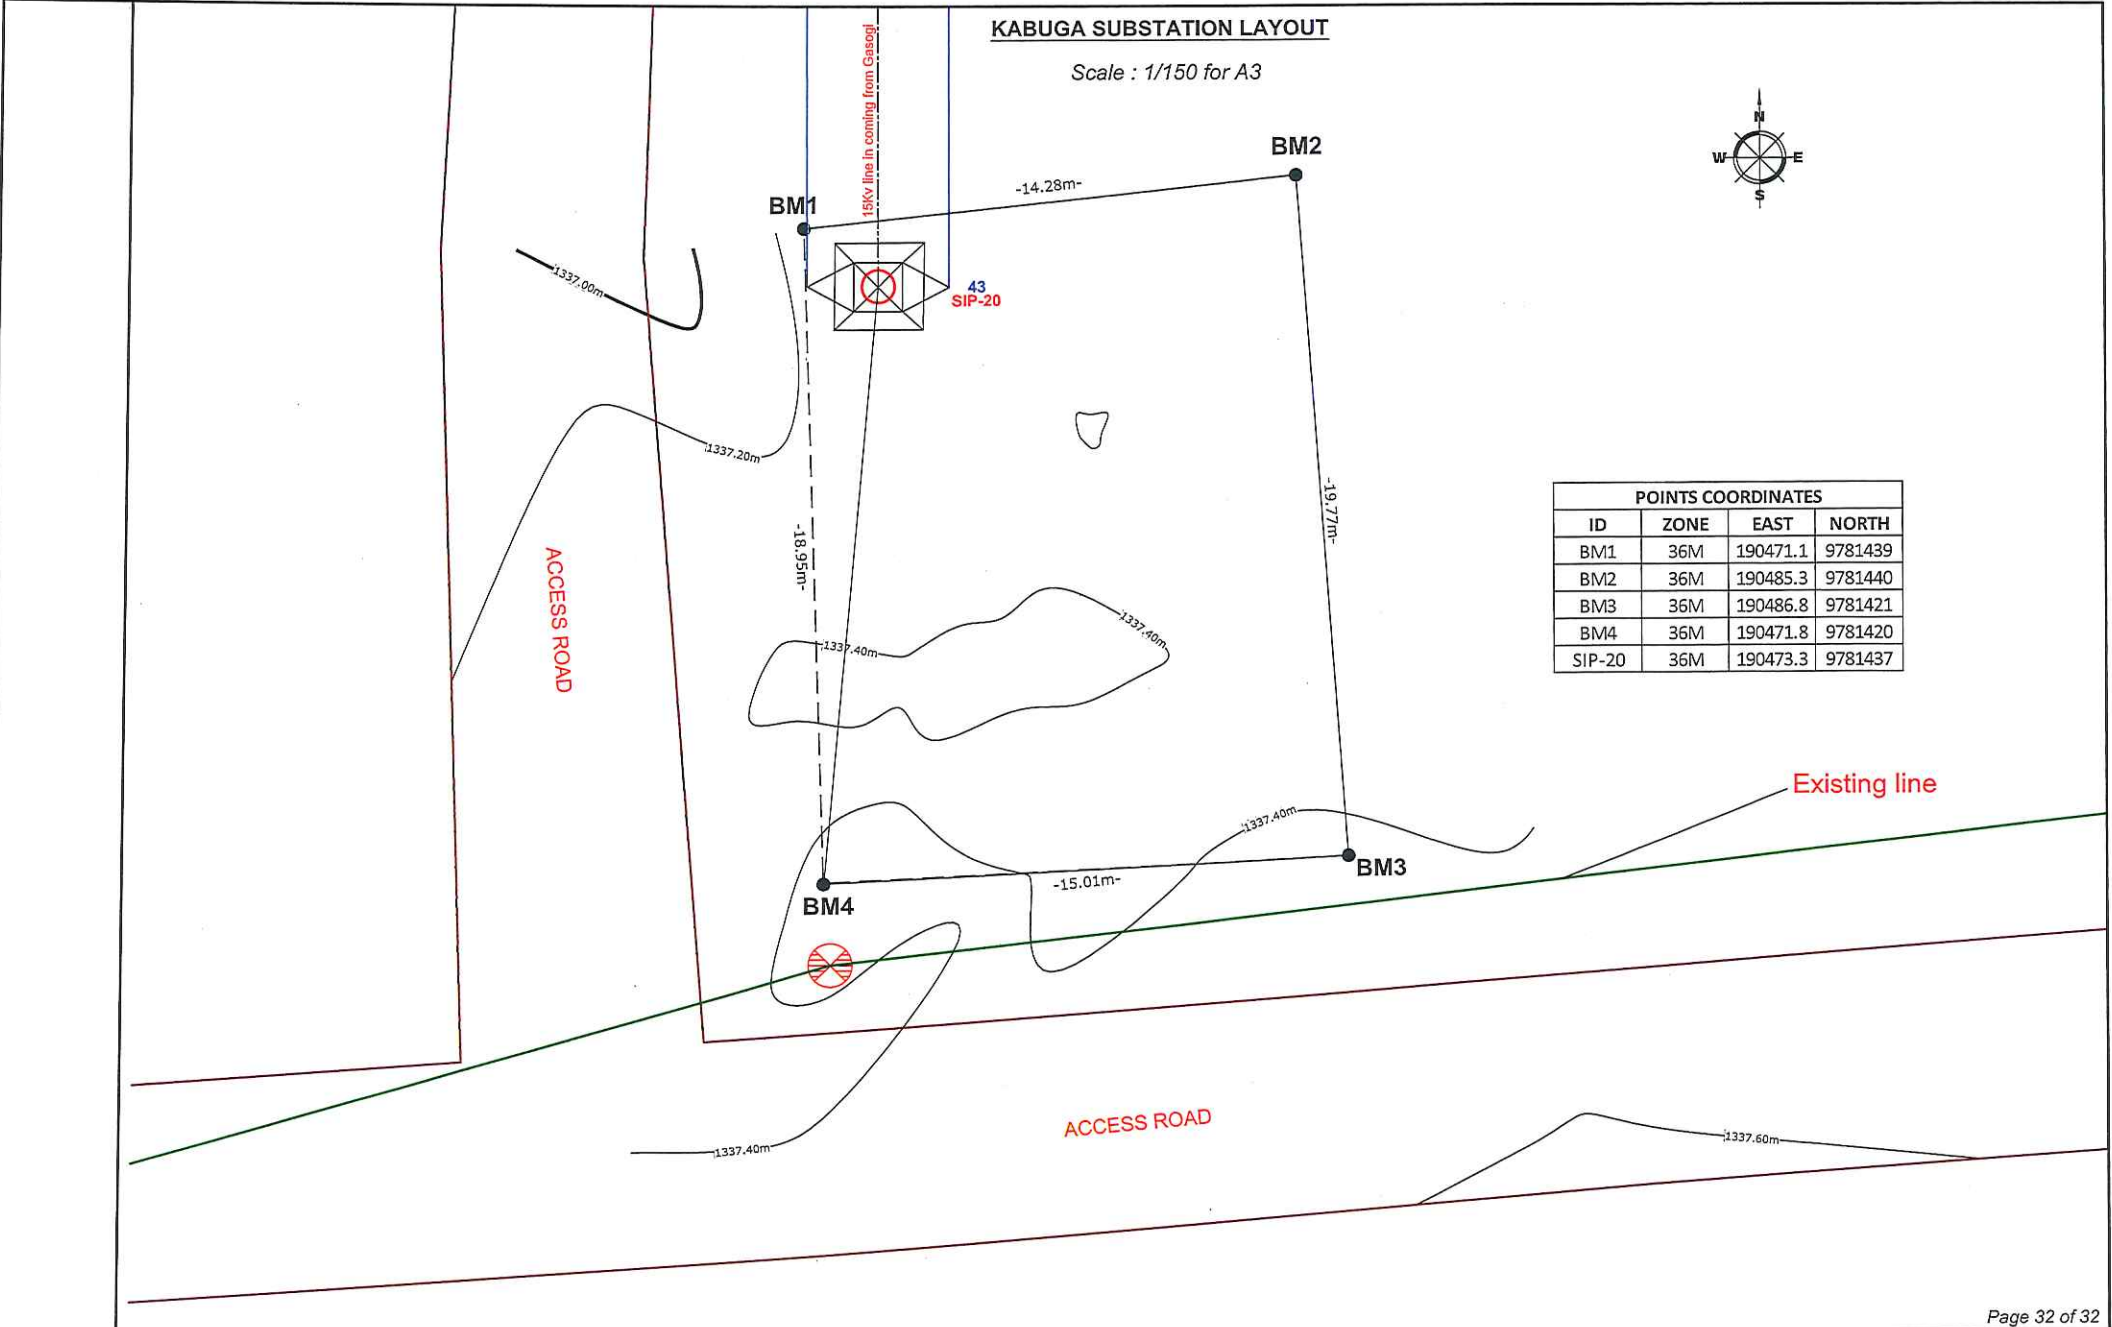 KABUGA SUBSTATION LAYOUT
Scale : 1/150 for A3
15Kv line in coming from Gasogi
N
W E
S
BM2
-14.28m-
BM1
43
SIP-20
1337.00m
1337.20m
-18.95m-
-19.77m-
POINTS COORDINATES
ID ZONE EAST NORTH
BM1 36M 190471.1 9781439
BM2 36M 190485.3 9781440
BM3 36M 190486.8 9781421
BM4 36M 190471.8 9781420
SIP-20 36M 190473.3 9781437
ACCESS ROAD
1337.40m
1337.40m
Existing line
1337.40m
BM3
-15.01m-
BM4
ACCESS ROAD
1337.40m
1337.60m
Page 32 of 32